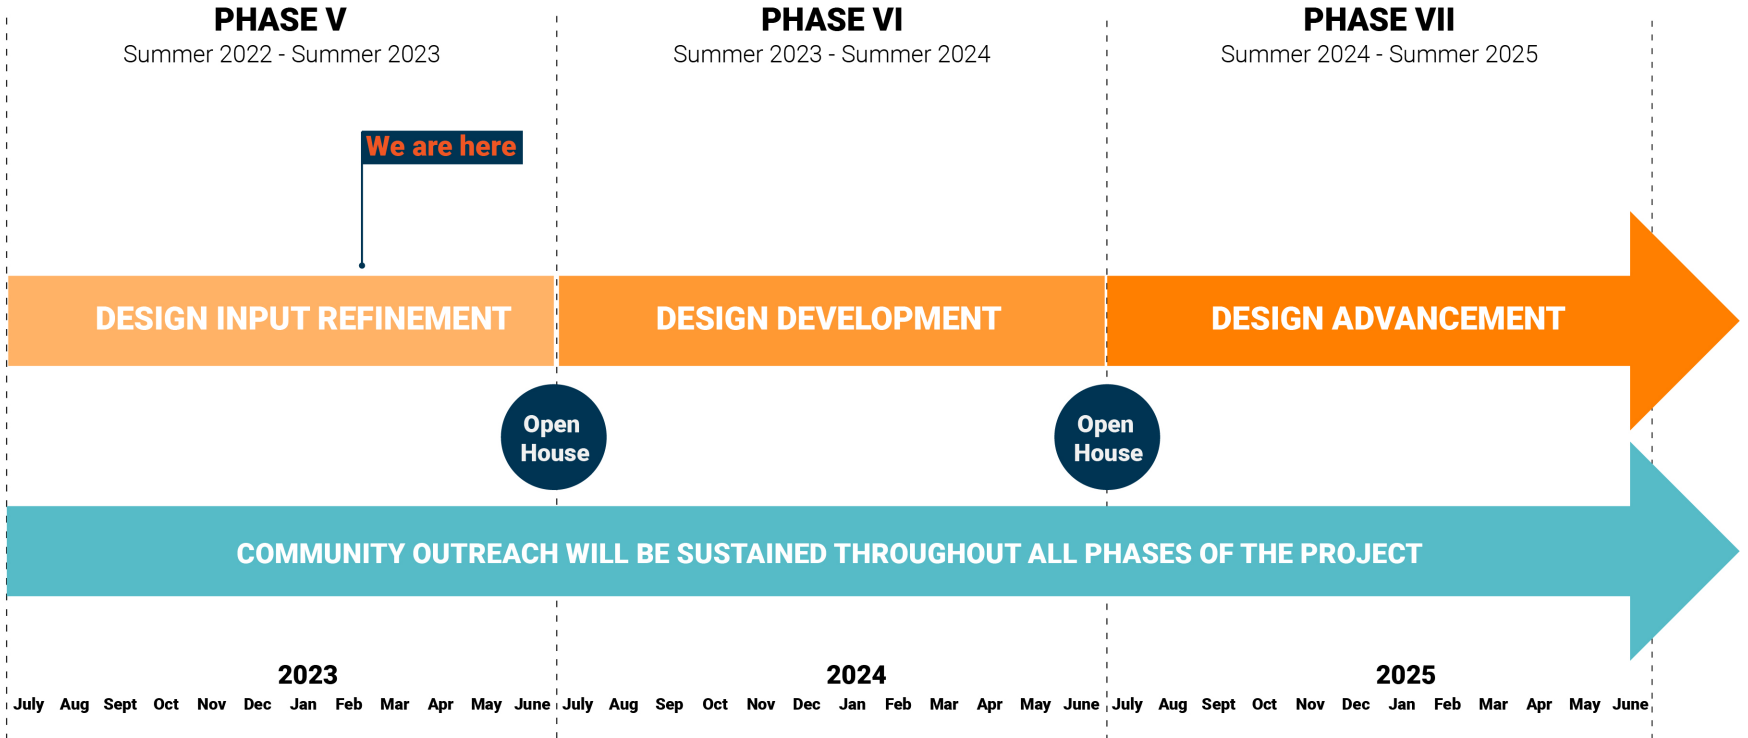 PHASE V
Summer 2022 - Summer 2023
PHASE VI
Summer 2023 - Summer 2024
PHASE VII
Summer 2024 - Summer 2025
We are here
DESIGN INPUT REFINEMENT
DESIGN DEVELOPMENT
DESIGN ADVANCEMENT
Open
House
Open
House
COMMUNITY OUTREACH WILL BE SUSTAINED THROUGHOUT ALL PHASES OF THE PROJECT
2023
2024
2025
July Aug Sept Oct Nov Dec Jan Feb Mar Apr May June July Aug Sep Oct Nov Dec Jan Feb Mar Apr May June July Aug Sept Oct Nov Dec Jan Feb Mar Apr May June